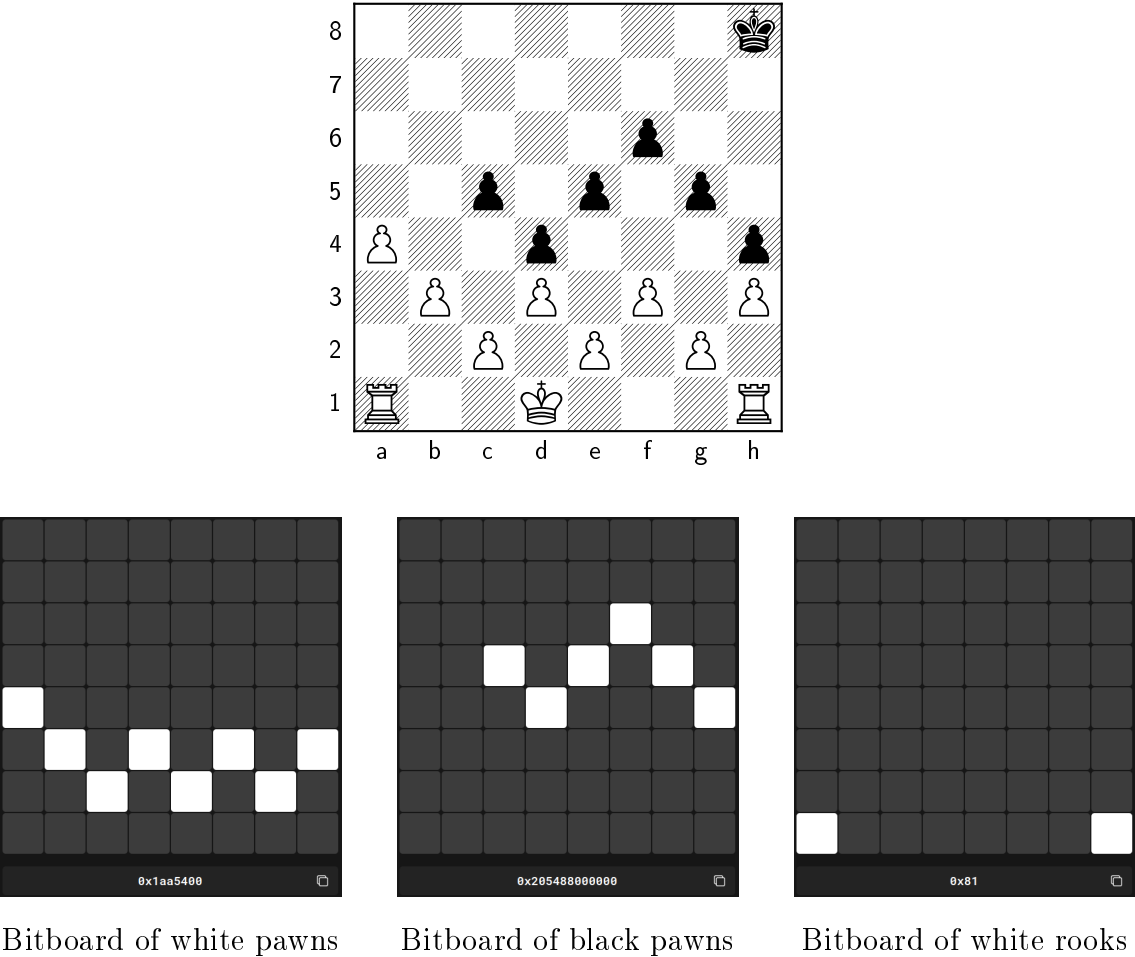 8
7
6
5
4
3
2
1
a b c d e f g h
0x1aa5400 0x205488000000 0x81
Bitboard of white pawns Bitboard of black pawns Bitboard of white rooks